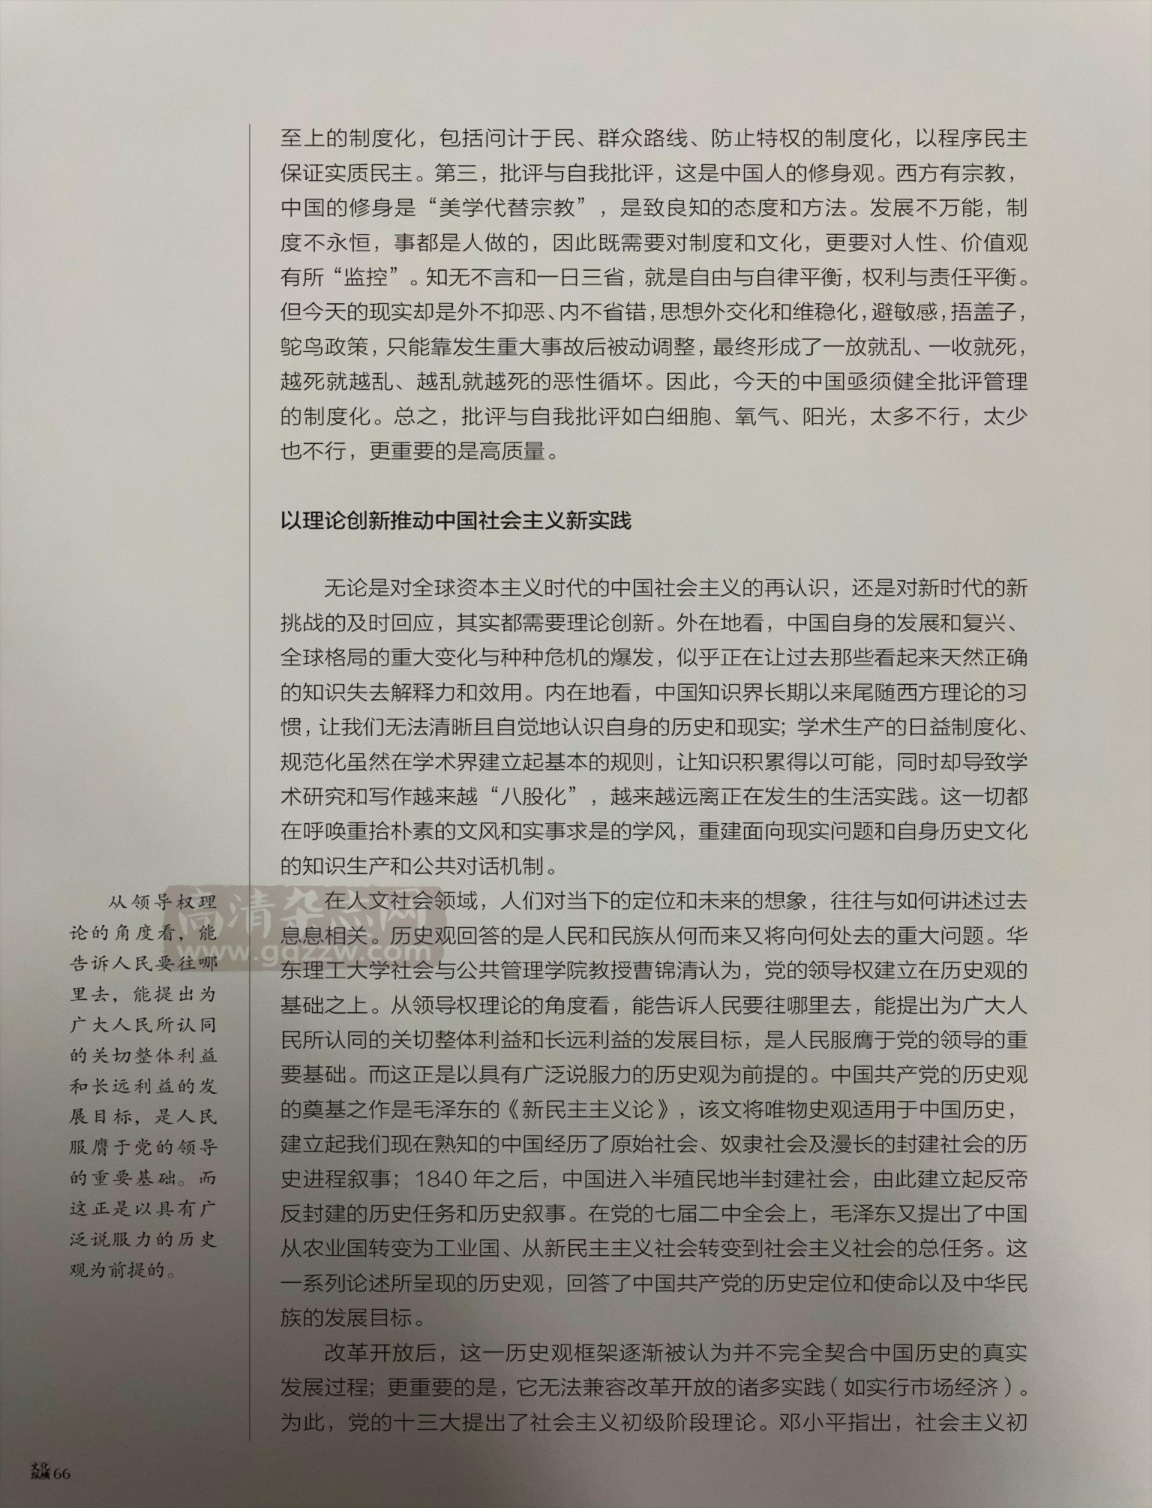 至上的制度化，包括问计于民、群众路线、防止特权的制度化，以程序民主
保证实质民主。第三，批评与自我批评，这是中国人的修身观。西方有宗教，
中国的修身是“美学代替宗教”，是致良知的态度和方法。发展不万能，制
度不永恒，事都是人做的，因此既需要对制度和文化，更要对人性、价值观
有所“监控”。知无不言和一日三省，就是自由与自律平衡，权利与责任平衡。
但今天的现实却是外不抑恶、内不省错，思想外交化和维稳化，避敏感，捂盖子，
鸵鸟政策，只能靠发生重大事故后被动调整，最终形成了一放就乱、一收就死，
越死就越乱、越乱就越死的恶性循环。因此，今天的中国亟须健全批评管理
的制度化。总之，批评与自我批评如白细胞、氧气、阳光，太多不行，太少
也不行，更重要的是高质量。
以理论创新推动中国社会主义新实践
无论是对全球资本主义时代的中国社会主义的再认识，还是对新时代的新
挑战的及时回应，其实都需要理论创新。外在地看，中国自身的发展和复兴、
全球格局的重大变化与种种危机的爆发，似乎正在让过去那些看起来天然正确
的知识失去解释力和效用。内在地看，中国知识界长期以来尾随西方理论的习
惯，让我们无法清晰且自觉地认识自身的历史和现实；学术生产的日益制度化、
规范化虽然在学术界建立起基本的规则，让知识积累得以可能，同时却导致学
术研究和写作越来越“八股化”，越来越远离正在发生的生活实践。这一切都
在呼唤重拾朴素的文风和实事求是的学风，重建面向现实问题和自身历史文化
的知识生产和公共对话机制。
在人文社会领域，人们对当下的定位和未来的想象，往往与如何讲述过去
息息相关。历史观回答的是人民和民族从何而来又将向何处去的重大问题。华
东理工大学社会与公共管理学院教授曹锦清认为，党的领导权建立在历史观的
基础之上。从领导权理论的角度看，能告诉人民要往哪里去，能提出为广大人
民所认同的关切整体利益和长远利益的发展目标，是人民服膺于党的领导的重
要基础。而这正是以具有广泛说服力的历史观为前提的。中国共产党的历史观
的奠基之作是毛泽东的《新民主主义论》，该文将唯物史观适用于中国历史，
建立起我们现在熟知的中国经历了原始社会、奴隶社会及漫长的封建社会的历
史进程叙事；1840年之后，中国进入半殖民地半封建社会，由此建立起反帝
反封建的历史任务和历史叙事。在党的七届二中全会上，毛泽东又提出了中国
从农业国转变为工业国、从新民主主义社会转变到社会主义社会的总任务。这
一系列论述所呈现的历史观，回答了中国共产党的历史定位和使命以及中华民
族的发展目标。
改革开放后，这一历史观框架逐渐被认为并不完全契合中国历史的真实
发展过程；更重要的是，它无法兼容改革开放的诸多实践（如实行市场经济）。
为此，党的十三大提出了社会主义初级阶段理论。邓小平指出，社会主义初
从领导权理
论的角度看，能
告诉人民要往哪
里去，能提出为
广大人民所认同
的关切整体利益
和长远利益的发
展目标，是人民
服膺于党的领导
的重要基础。而
这正是以具有广
泛说服力的历史
观为前提的。
高清杂志网
www.gqzzw.com
文化
纵横 66